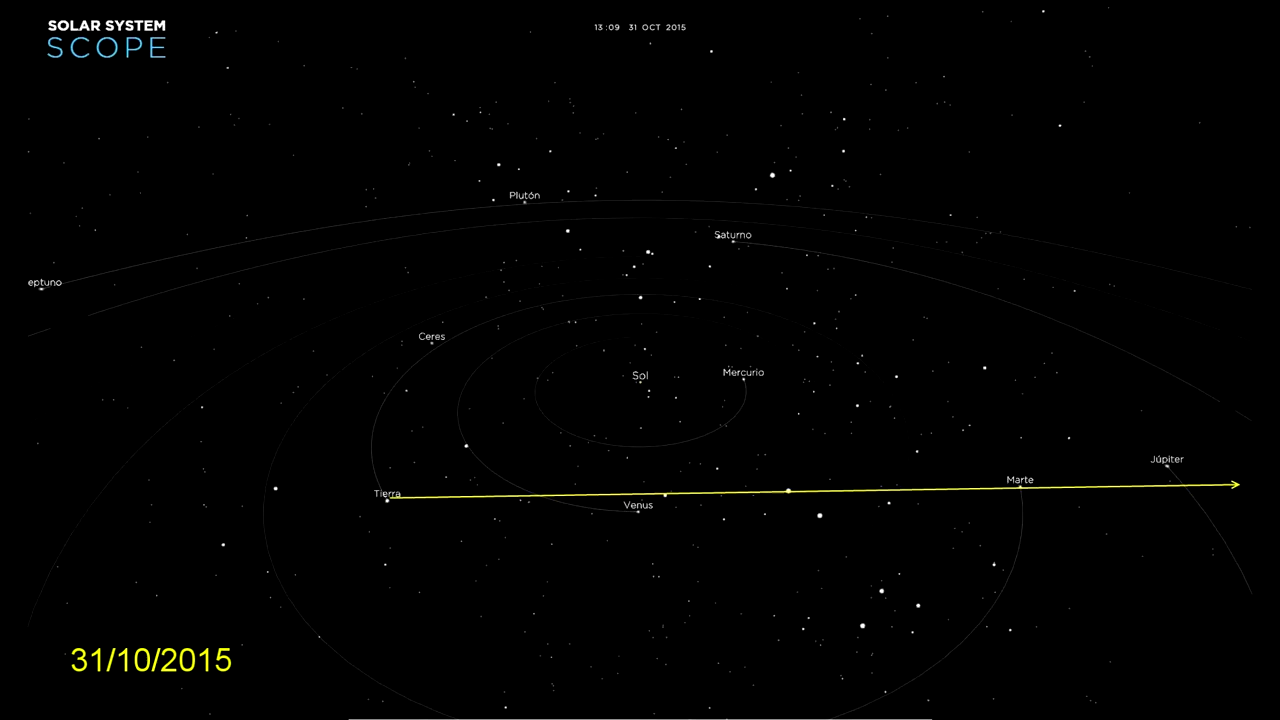 SOLAR SYSTEM
SCOPE
13:09 31 OCT 2015
Plutón
Saturno
eptuno
Ceres
Sol
Mercurio
Júpiter
Marte
Tierra
Venus
31/10/2015